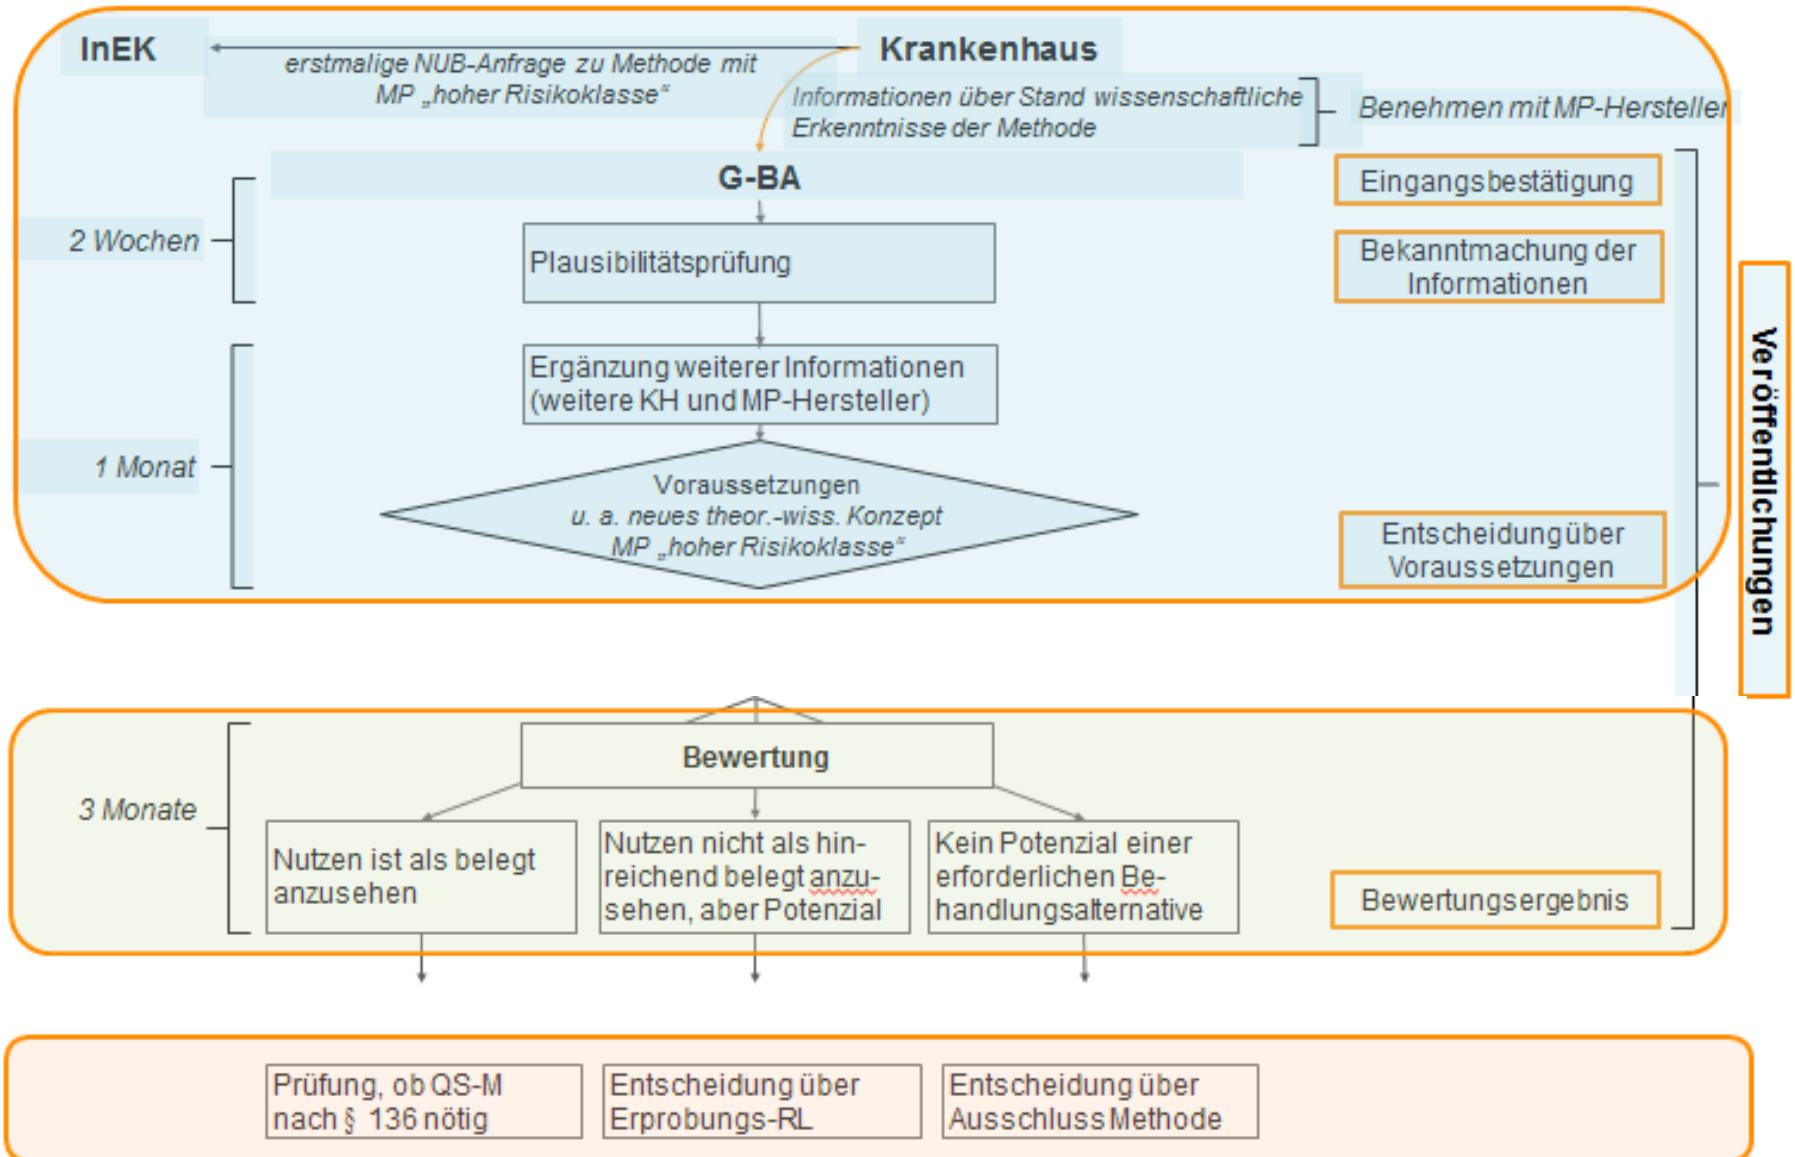 InEK
Krankenhaus
erstmalige NUB-Anfrage zu Methode mit
MP „hoher Risikoklasse“
Informationen über Stand wissenschaftliche
Erkenntnisse der Methode
Benehmen mit MP-Hersteller
G-BA
Eingangsbestätigung
2 Wochen
Plausibilitätsprüfung
Bekanntmachung der
Informationen
Ergänzung weiterer Informationen
(weitere KH und MP-Hersteller)
1 Monat
Voraussetzungen
u. a. neues theor.-wiss. Konzept
MP „hoher Risikoklasse“
Entscheidung über
Voraussetzungen
Veröffentlichungen
Bewertung
3 Monate
Nutzen ist als belegt
anzusehen
Nutzen nicht als hin-
reichend belegt anzu-
sehen, aber Potenzial
Kein Potenzial einer
erforderlichen Be-
handlungsalternative
Bewertungsergebnis
Prüfung, ob QS-M
nach § 136 nötig
Entscheidung über
Erprobungs-RL
Entscheidung über
Ausschluss Methode